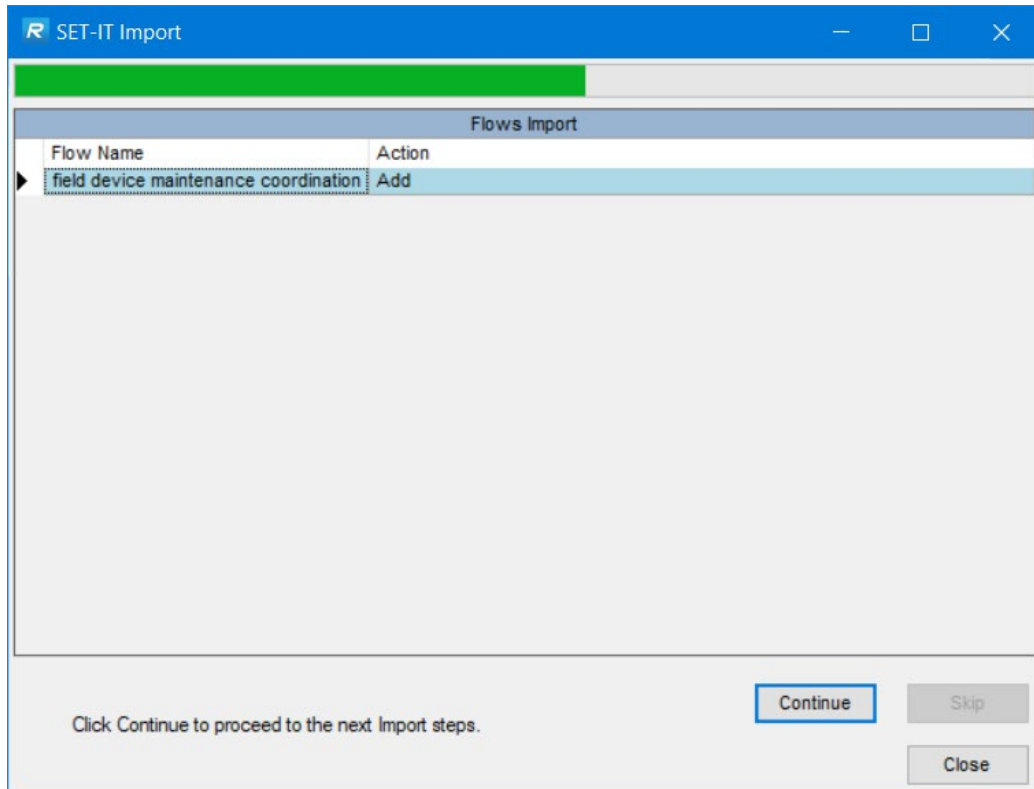 SET-IT Import
Flows Import
Flow Name Action
field device maintenance coordination Add
Continue Skip
Click Continue to proceed to the next Import steps.
Close